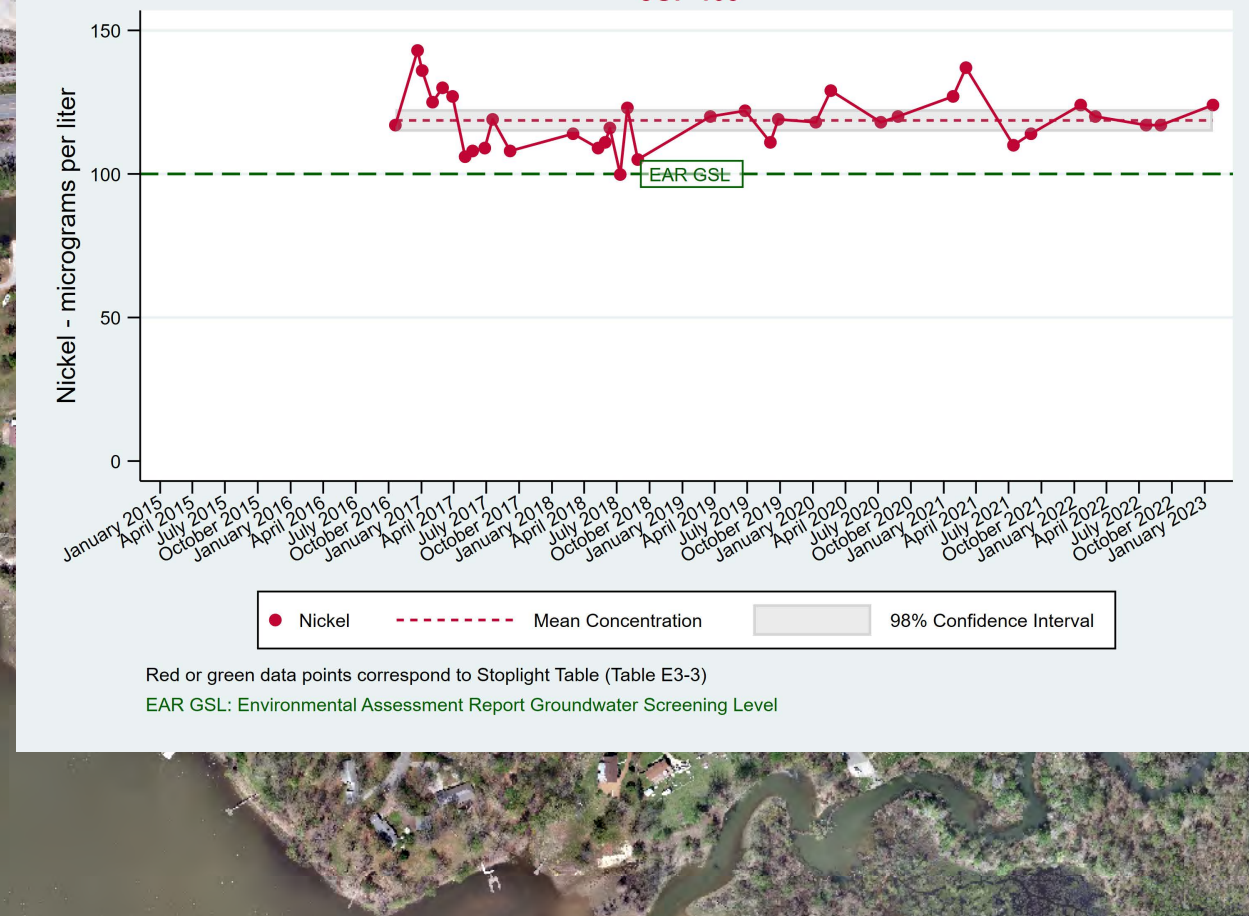 150
100
50
0
Nickel - micrograms per liter
EAR GSL
January 2015
April 2015
July 2015
October 2015
January 2016
April 2016
July 2016
October 2016
January 2017
April 2017
July 2017
October 2017
January 2018
April 2018
July 2018
October 2018
January 2019
April 2019
July 2019
October 2019
January 2020
April 2020
July 2020
October 2020
January 2021
April 2021
July 2021
October 2021
January 2022
April 2022
July 2022
October 2022
January 2023
Nickel Mean Concentration 98% Confidence Interval
Red or green data points correspond to Stoplight Table (Table E3-3)
EAR GSL: Environmental Assessment Report Groundwater Screening Level